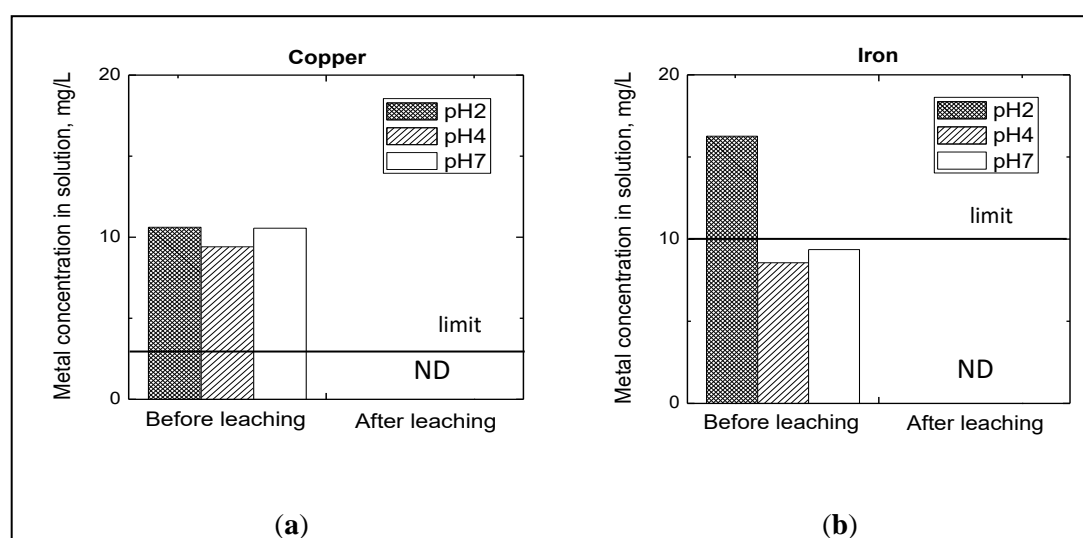 Copper
Metal concentration in solution, mg/L
20
10
0
pH2
pH4
pH7
limit
ND
Before leaching
After leaching
(a)
Iron
Metal concentration in solution, mg/L
20
10
0
pH2
pH4
pH7
limit
ND
Before leaching
After leaching
(b)